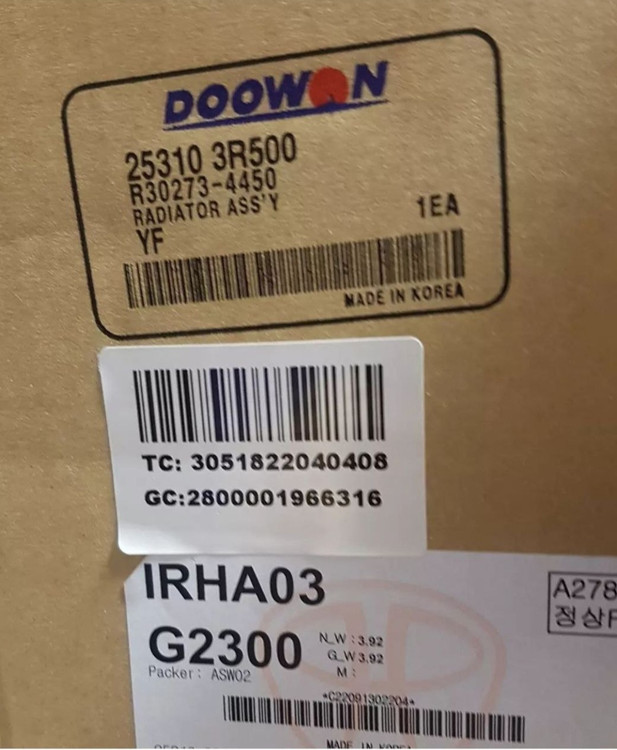 DOOWON
25310 3R500
R30273-4450
RADIATOR ASS'Y
1EA
YF
MADE IN KOREA
TC: 3051822040408
GC:2800001966316
IRHA03
A278
정상
G2300
N_W : 3.92
G_W 3.92
M :
Packer : ASW02
*C22091302204*
MADE IN KOREA